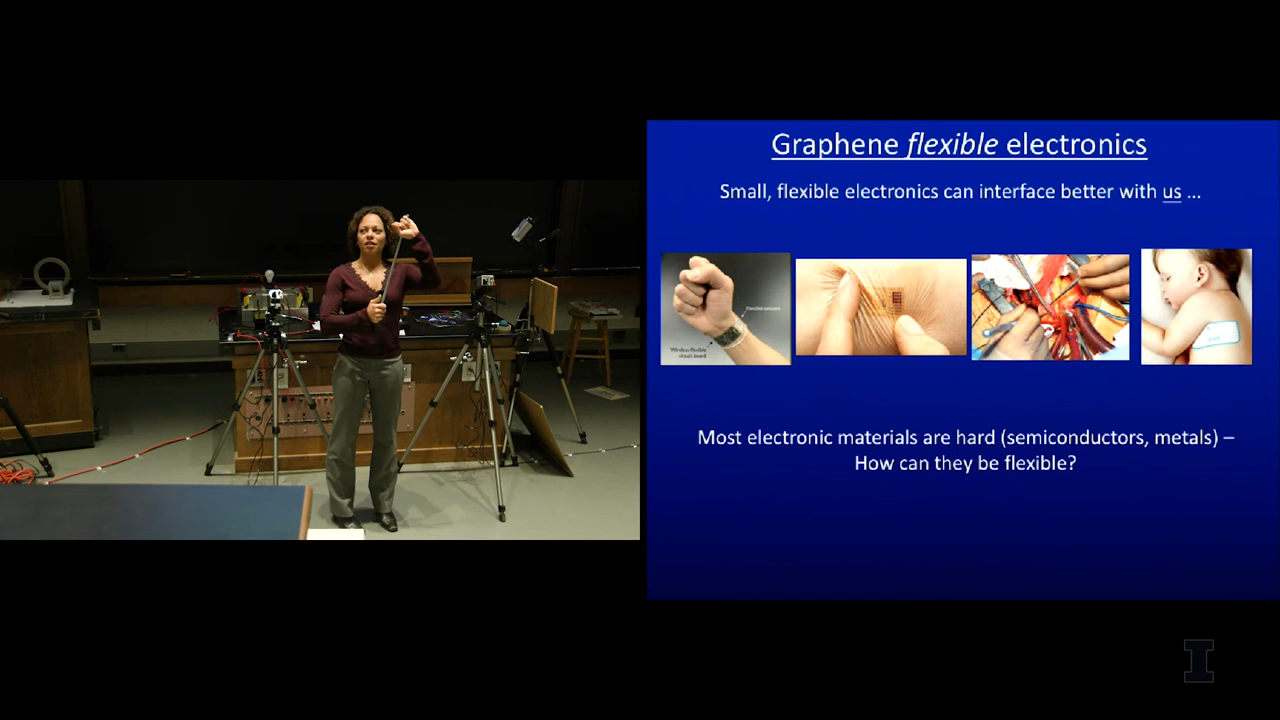 Graphene flexible electronics
Small, flexible electronics can interface better with us ...
Most electronic materials are hard (semiconductors, metals) –
How can they be flexible?